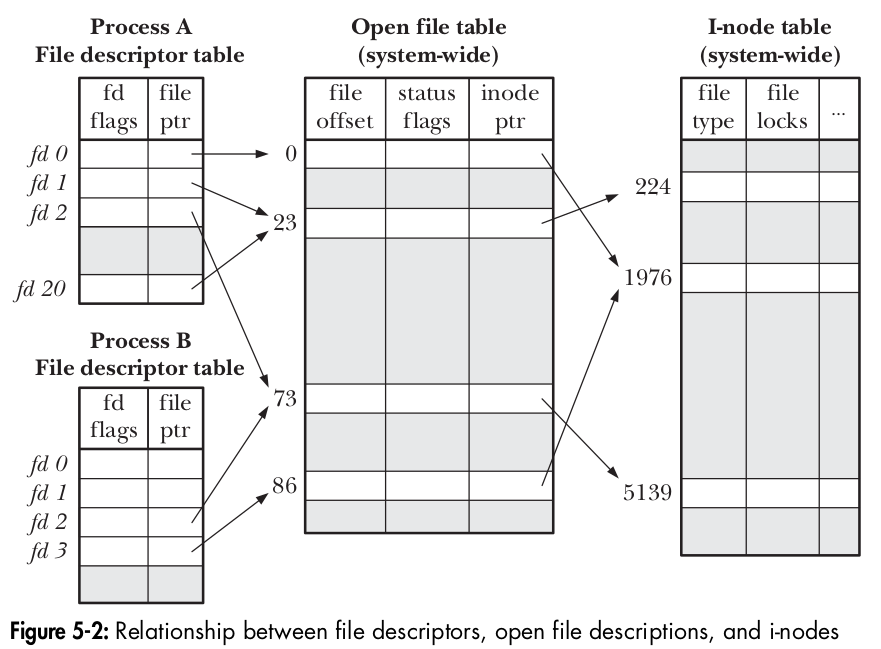 Process A
File descriptor table
fd flags
file ptr
fd 0
fd 1
fd 2
fd 20
Process B
File descriptor table
fd flags
file ptr
fd 0
fd 1
fd 2
fd 3
Open file table
(system-wide)
file offset
status flags
inode ptr
0
23
73
86
I-node table
(system-wide)
file type
file locks
...
224
1976
5139
Figure 5-2: Relationship between file descriptors, open file descriptions, and i-nodes